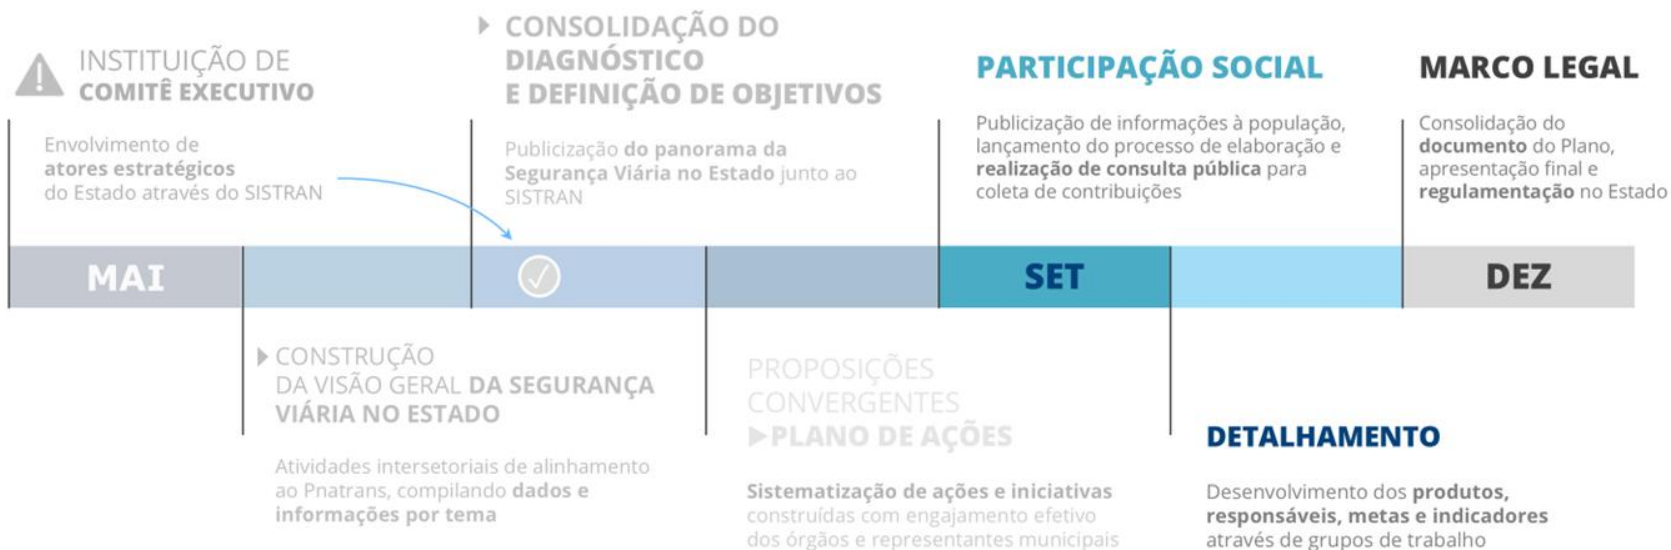 INSTITUIÇÃO DE
COMITÊ EXECUTIVO
Envolvimento de
atores estratégicos
do Estado através do SISTRAN
CONSOLIDAÇÃO DO
DIAGNÓSTICO
E DEFINIÇÃO DE OBJETIVOS
Publicização do panorama da
Segurança Viária no Estado junto ao
SISTRAN
PARTICIPAÇÃO SOCIAL
Publicização de informações à população,
lançamento do processo de elaboração e
realização de consulta pública para
coleta de contribuições
MARCO LEGAL
Consolidação do
documento do Plano,
apresentação final e
regulamentação no Estado
MAI
SET
DEZ
CONSTRUÇÃO
DA VISÃO GERAL DA SEGURANÇA
VIÁRIA NO ESTADO
Atividades intersetoriais de alinhamento
ao Pnatrans, compilando dados e
informações por tema
PROPOSIÇÕES
CONVERGENTES
PLANO DE AÇÕES
Sistematização de ações e iniciativas
construídas com engajamento efetivo
dos órgãos e representantes municipais
DETALHAMENTO
Desenvolvimento dos produtos,
responsáveis, metas e indicadores
através de grupos de trabalho